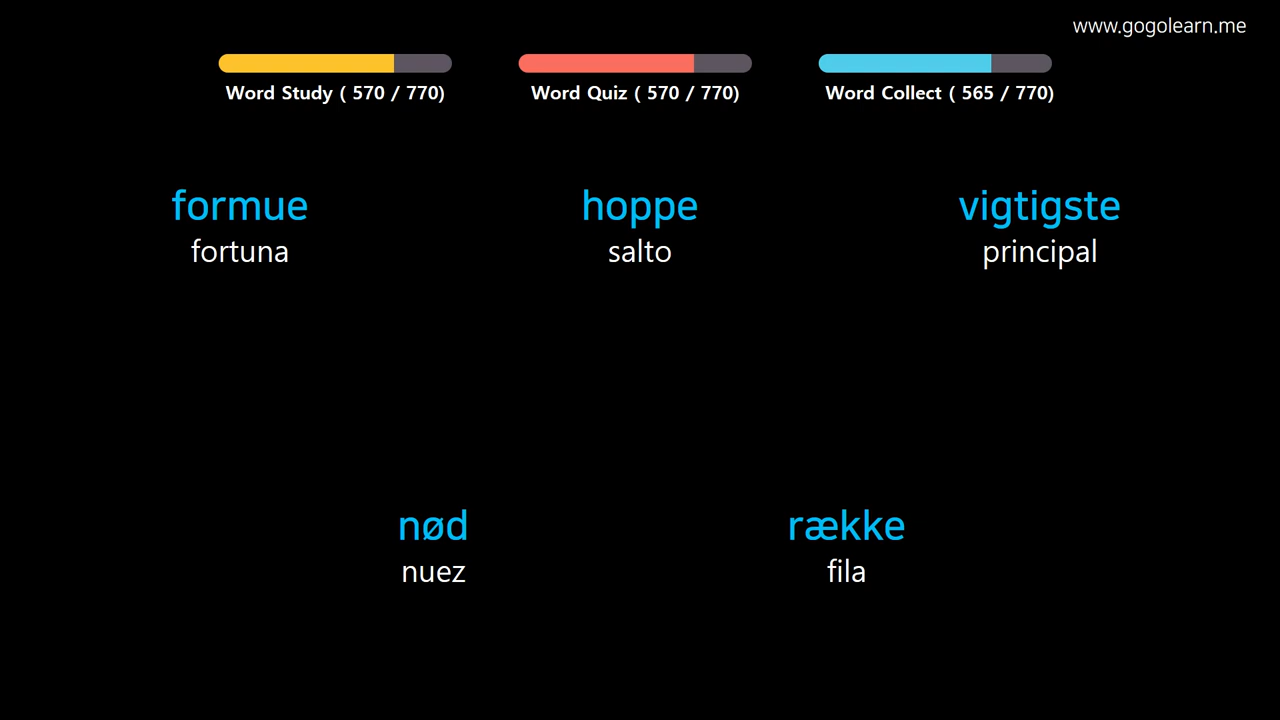 www.gogolearn.me
Word Study ( 570 / 770)
Word Quiz ( 570 / 770)
Word Collect ( 565 / 770)
formue
fortuna
hoppe
salto
vigtigste
principal
nød
nuez
række
fila